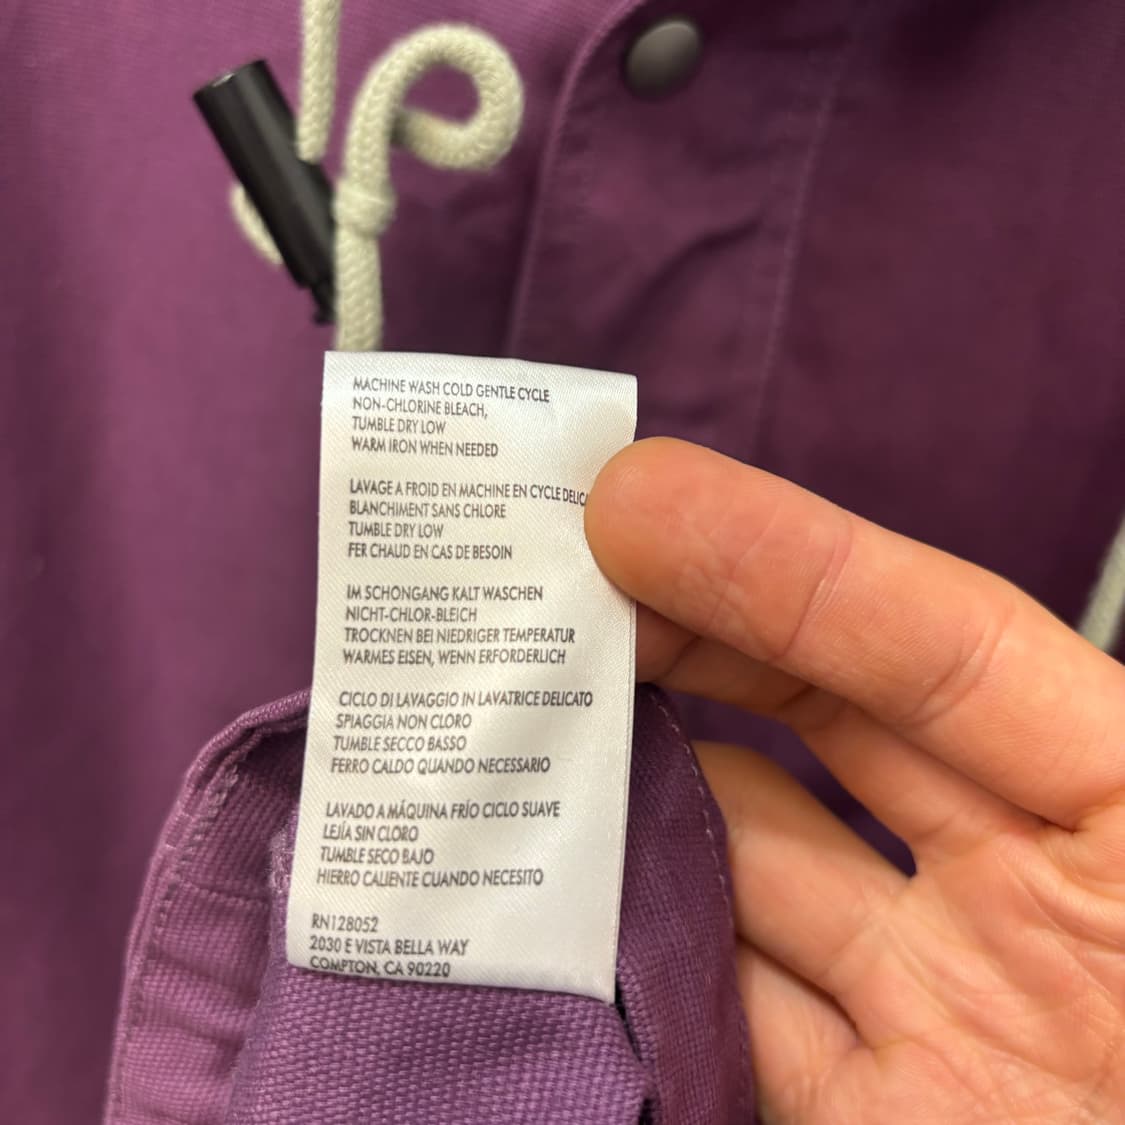 MACHINE WASH COLD GENTLE CYCLE
NON-CHLORINE BLEACH,
TUMBLE DRY LOW
WARM IRON WHEN NEEDED
LAVAGE A FROID EN MACHINE EN CYCLE
BLANCHIMENT SANS CHLORE
TUMBLE DRY LOW
FER CHAUD EN CAS DE BESOIN
IM SCHONGANG KALT WASCHEN
NICHT-CHLOR-BLEICH
TROCKNEN BEI NIEDRIGER TEMPERATUR
WARMES EISEN, WENN ERFORDERLICH
CICLO DI LAVAGGIO IN LAVATRICE DELICATO
SPIAGGIA NON CLORO
TUMBLE SECCO BASSO
FERRO CALDO QUANDO NECESSARIO
LAVADO A MÁQUINA FRÍO CICLO SUAVE
LEJÍA SIN CLORO
TUMBLE SECO BAJO
HIERRO CALIENTE CUANDO NECESITO
RN128052
2030 E VISTA BELLA WAY
COMPTON, CA 90220